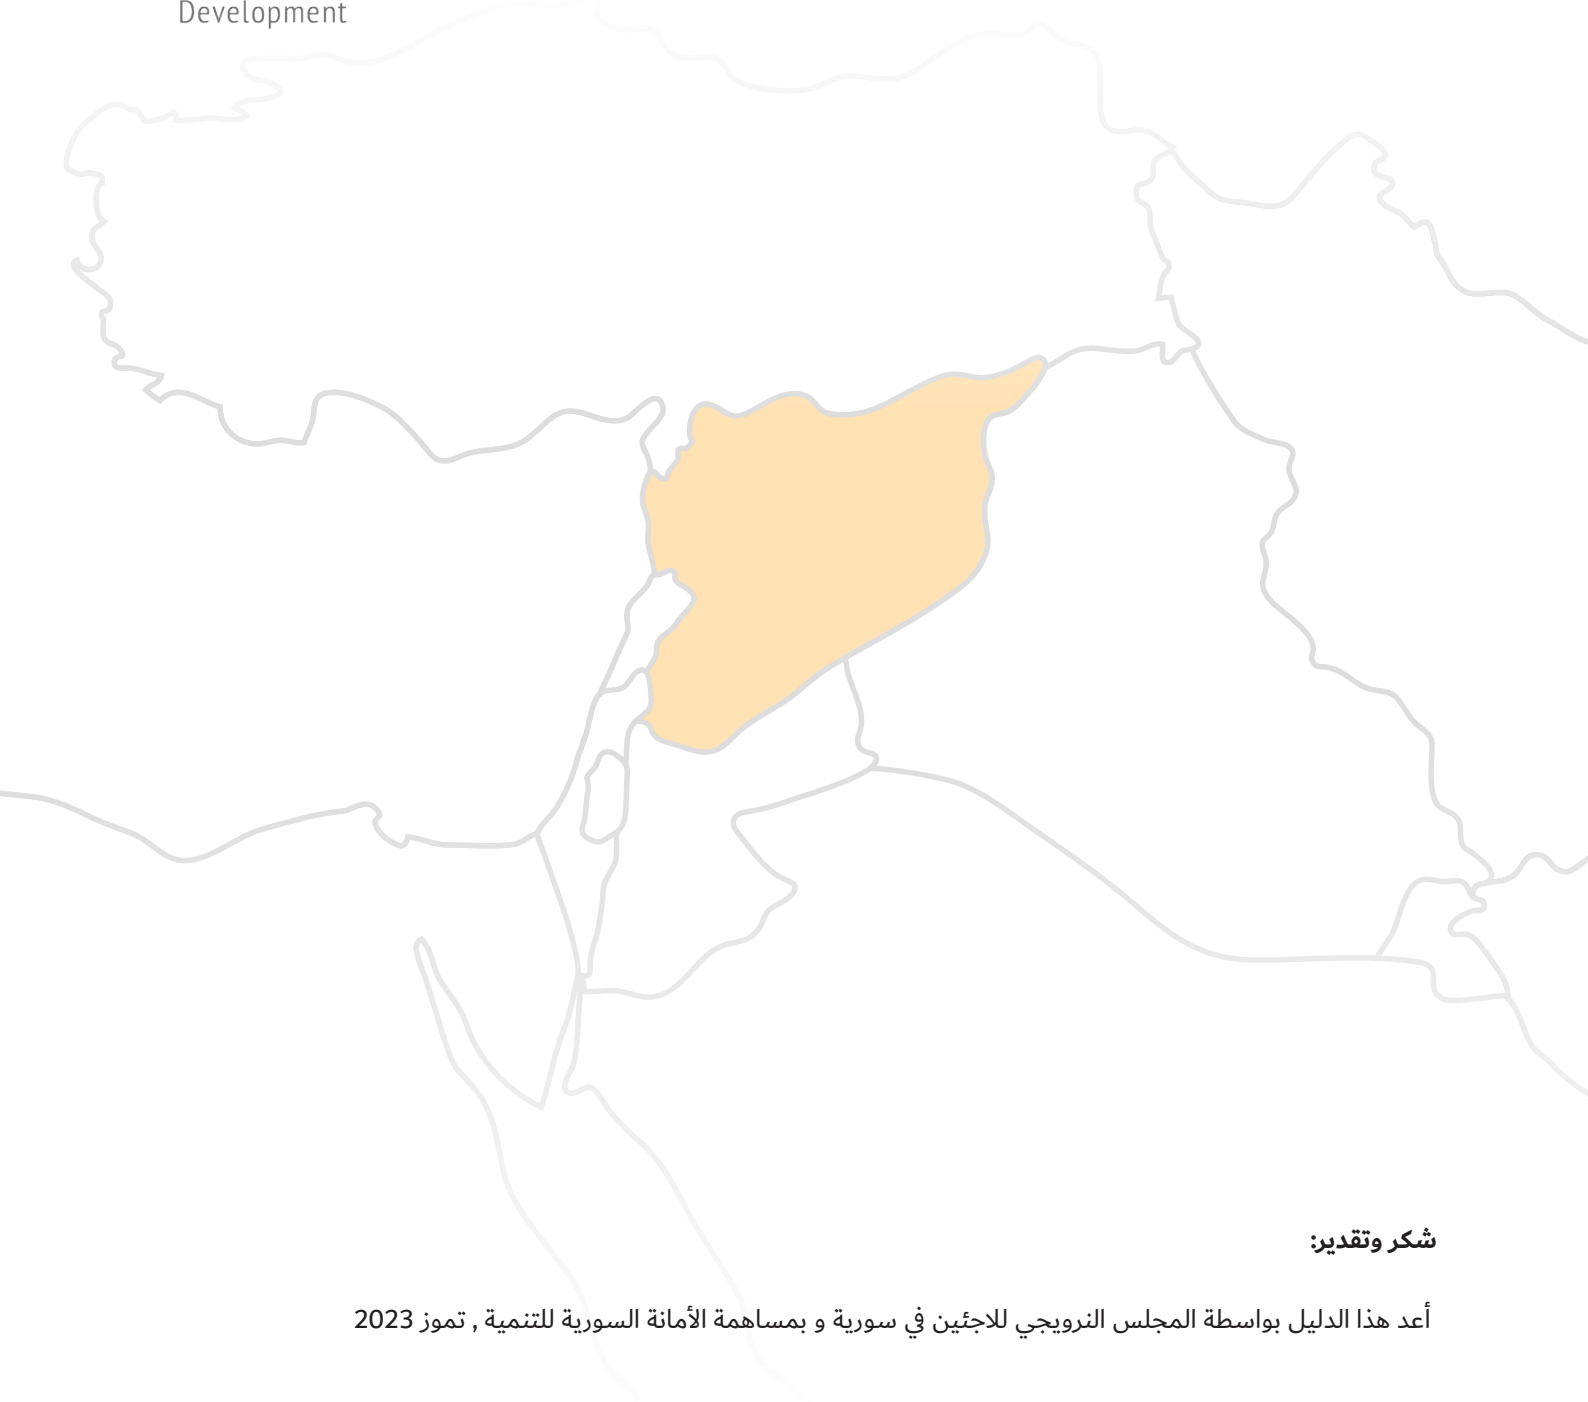 Development
شكر وتقدير:
أعد هذا الدليل بواسطة المجلس النرويجي للاجئين في سورية و بمساهمة الأمانة السورية للتنمية , تموز 2023